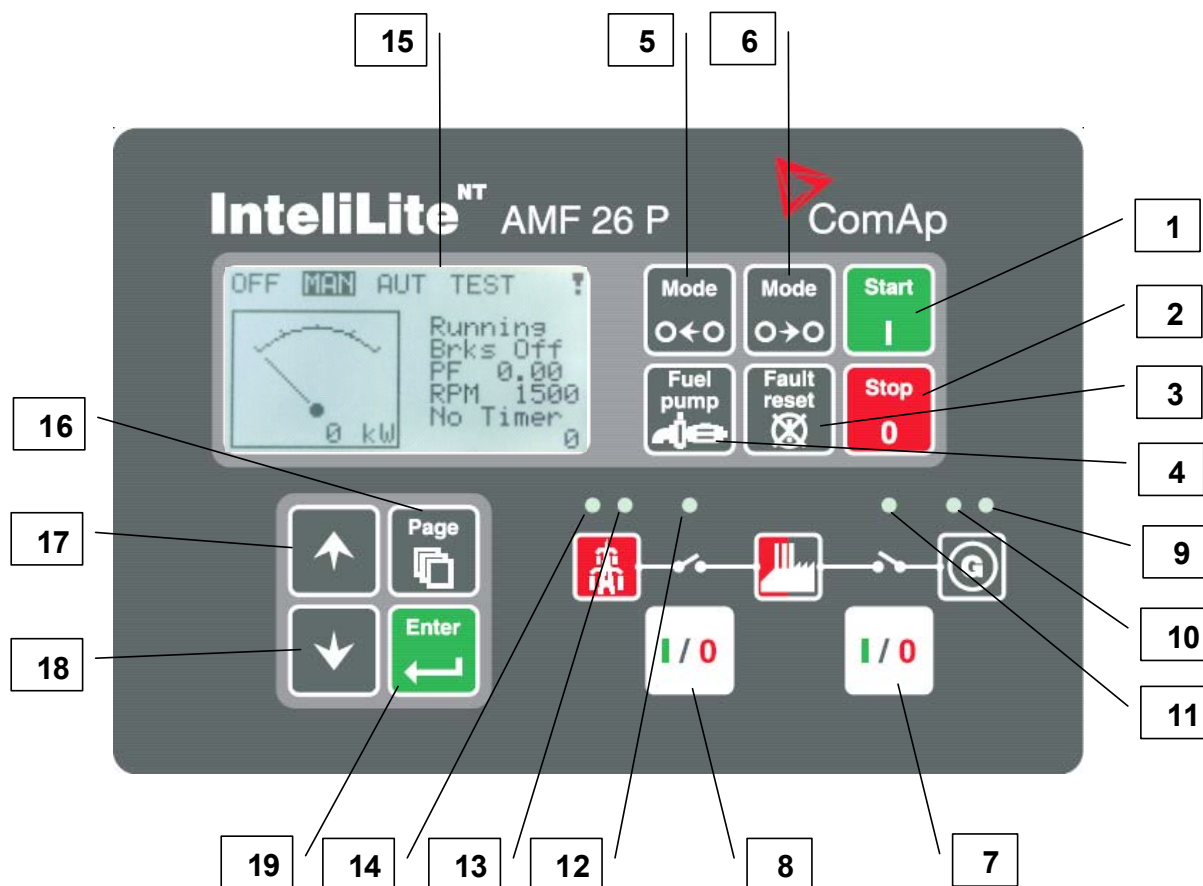 15
5
6
InteliLite NT AMF 26 P
ComAp
1
2
3
4
OFF MAN AUT TEST !
Running
Brks Off
PF 0.00
RPM 1500
No Timer
0
0 kW
Mode
Mode
Start
I
Fuel
pump
Fault
reset
Stop
0
16
17
18
Page
Enter
G
9
10
11
I / 0
I / 0
19
14
13
12
8
7